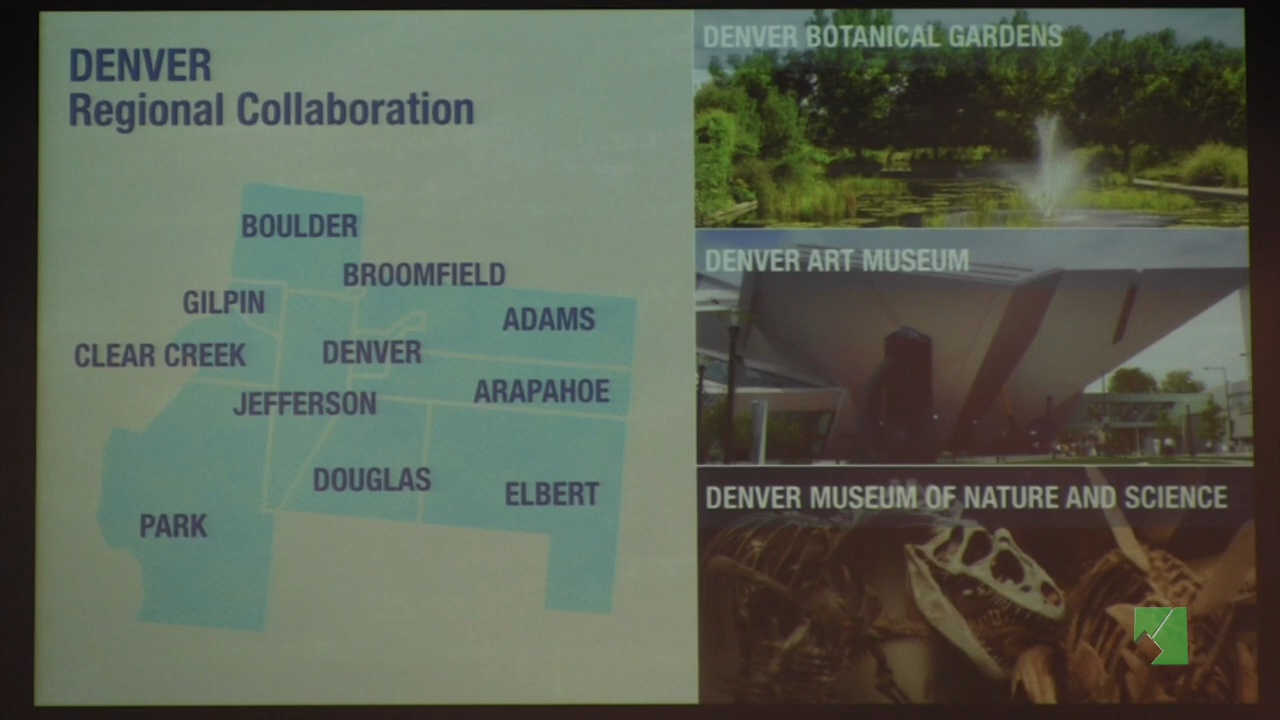 DENVER
Regional Collaboration
BOULDER
BROOMFIELD
GILPIN
ADAMS
CLEAR CREEK
DENVER
JEFFERSON
ARAPAHOE
DOUGLAS
ELBERT
PARK
DENVER BOTANICAL GARDENS
DENVER ART MUSEUM
DENVER MUSEUM OF NATURE AND SCIENCE